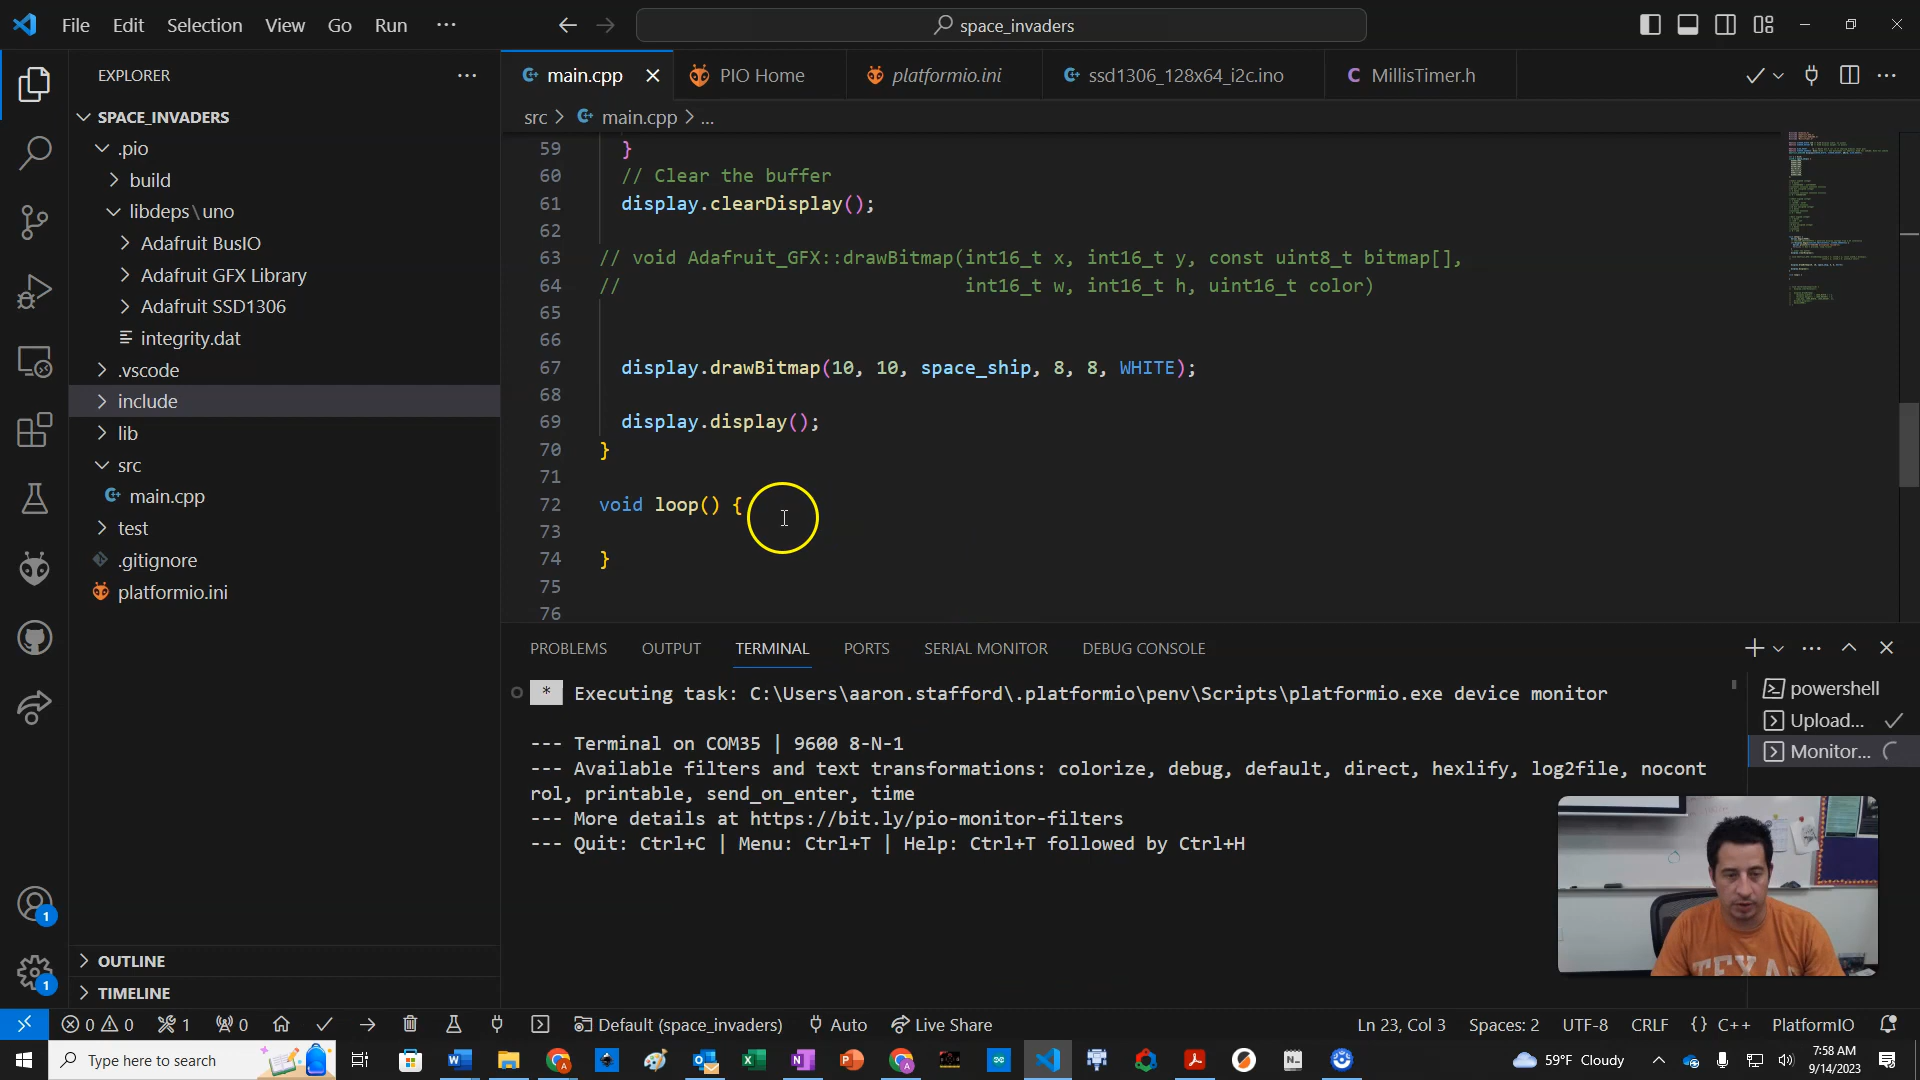 File Edit Selection View Go Run ···
space_invaders
EXPLORER
SPACE_INVADERS
.pio
build
libdeps\uno
Adafruit BusIO
Adafruit GFX Library
Adafruit SSD1306
integrity.dat
.vscode
include
lib
src
main.cpp
test
.gitignore
platformio.ini
OUTLINE
TIMELINE
main.cpp
PIO Home
platformio.ini
ssd1306_128x64_i2c.ino
C MillisTimer.h
src > main.cpp > ...
59 }
60 // Clear the buffer
61 display.clearDisplay();
62
63 // void Adafruit_GFX::drawBitmap(int16_t x, int16_t y, const uint8_t bitmap[],
64 // int16_t w, int16_t h, uint16_t color)
65
66
67 display.drawBitmap(10, 10, space_ship, 8, 8, WHITE);
68
69 display.display();
70 }
71
72 void loop() {
73
74 }
75
76
PROBLEMS OUTPUT TERMINAL PORTS SERIAL MONITOR DEBUG CONSOLE
* Executing task: C:\Users\aaron.stafford\.platformio\penv\Scripts\platformio.exe device monitor
--- Terminal on COM35 | 9600 8-N-1
--- Available filters and text transformations: colorize, debug, default, direct, hexlify, log2file, nocont
rol, printable, send_on_enter, time
--- More details at https://bit.ly/pio-monitor-filters
--- Quit: Ctrl+C | Menu: Ctrl+T | Help: Ctrl+T followed by Ctrl+H
powershell
Upload...
Monitor...
TEXAS
1
1
0 0 1 0 Default (space_invaders) Auto Live Share Ln 23, Col 3 Spaces: 2 UTF-8 CRLF {} C++ PlatformIO
Type here to search
59°F Cloudy
7:58 AM
9/14/2023